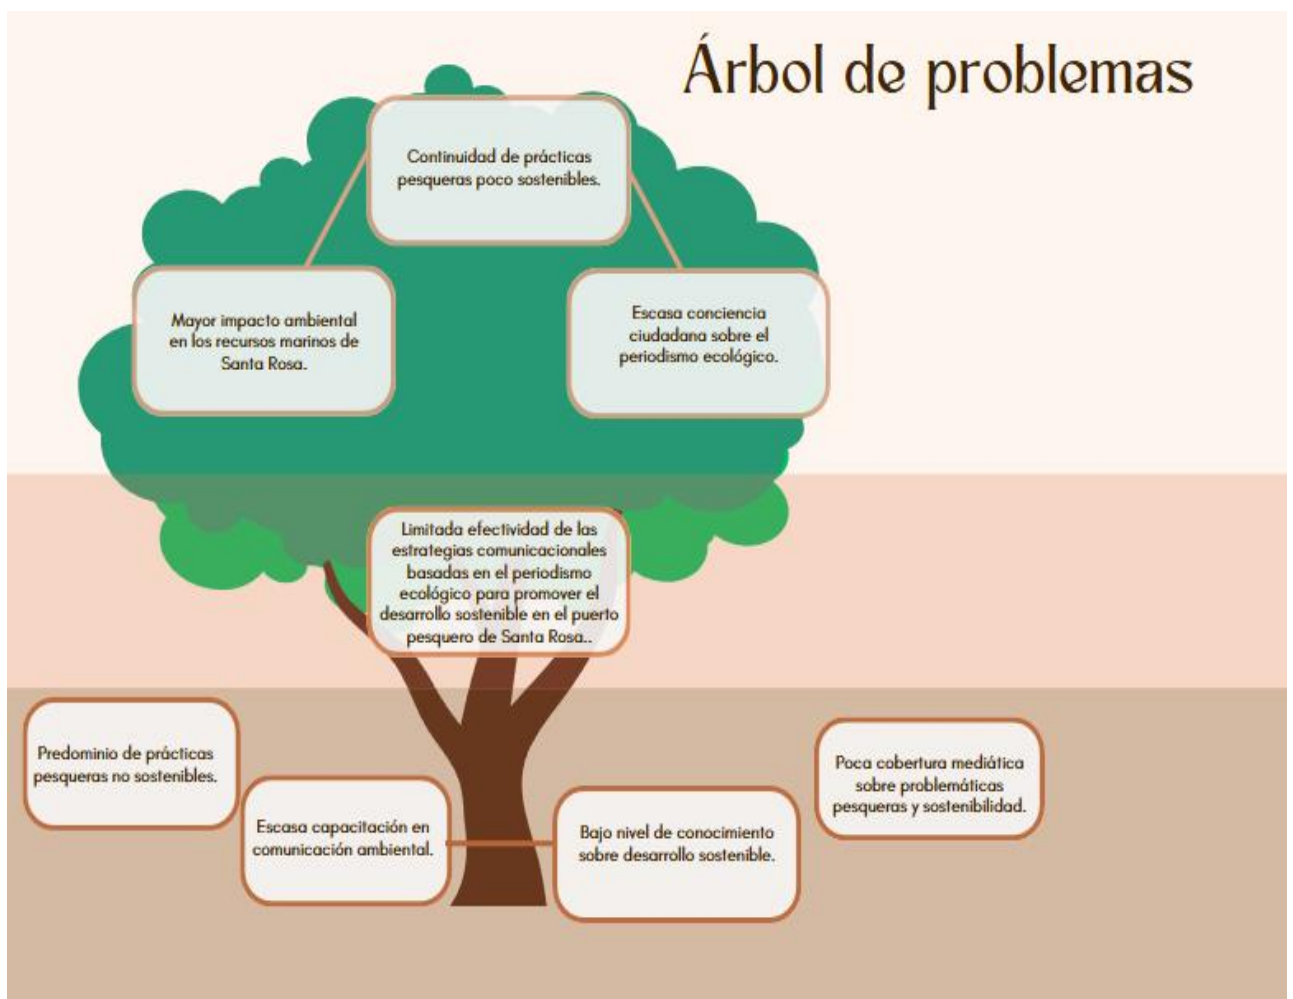 Árbol de problemas
Continuidad de prácticas
pesqueras poco sostenibles.
Mayor impacto ambiental
en los recursos marinos de
Santa Rosa.
Escasa conciencia
ciudadana sobre el
periodismo ecológico.
Limitada efectividad de las
estrategias comunicacionales
basadas en el periodismo
ecológico para promover el
desarrollo sostenible en el puerto
pesquero de Santa Rosa..
Predominio de prácticas
pesqueras no sostenibles.
Escasa capacitación en
comunicación ambiental.
Bajo nivel de conocimiento
sobre desarrollo sostenible.
Poca cobertura mediática
sobre problemáticas
pesqueras y sostenibilidad.